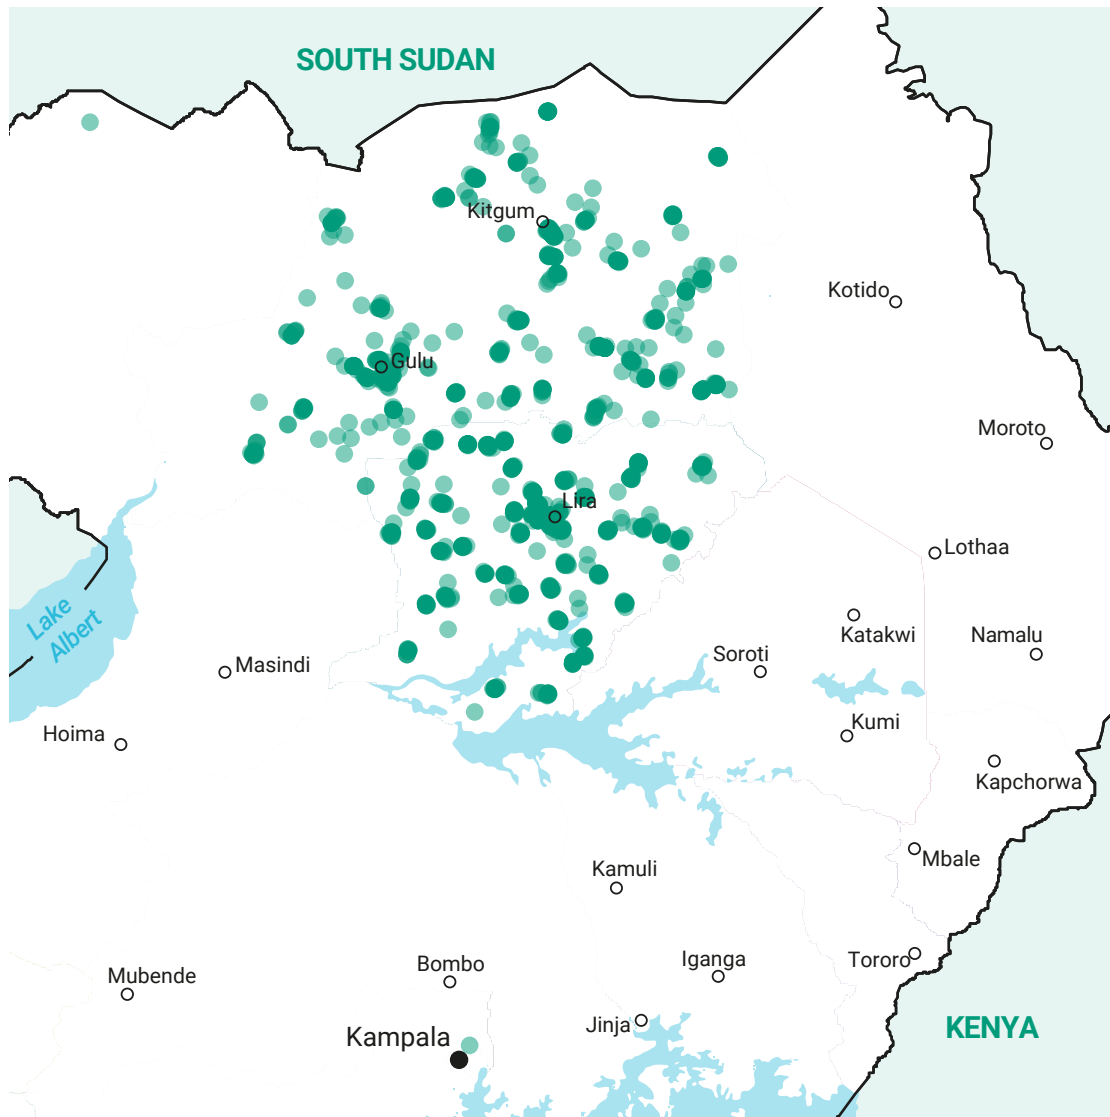 SOUTH SUDAN
Kitgum
Kotido
Gulu
Moroto
Lira
Lothaa
Lake
Albert
Katakwi
Namalu
Soroti
Masindi
Kumi
Hoima
Kapchorwa
Mbale
Kamuli
Iganga
Tororo
Bombo
Mubende
Jinja
KENYA
Kampala